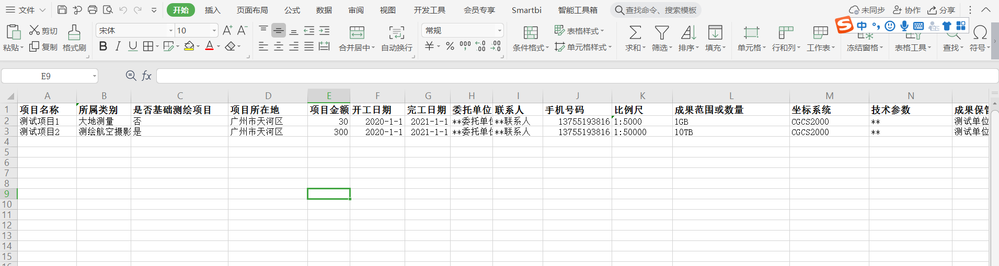 文件 开始 插入 页面布局 公式 数据 审阅 视图 开发工具 会员专享 Smartbi 智能工具箱 查找命令、搜索模板 未同步 协作 分享
剪切 宋体 10 A+ A- 常规 表格样式 中
粘贴 复制 格式刷 B I U A 合并居中 自动换行 ¥ % 000 .00 .0 条件格式 单元格样式 求和 筛选 排序 填充 单元格 行和列 工作表 冻结窗格 表格工具 查找 符号
E9 fx
A B C D E F G H I J K L M N
1 项目名称 所属类别 是否基础测绘项目 项目所在地 项目金额 开工日期 完工日期 委托单位 联系人 手机号码 比例尺 成果范围或数量 坐标系统 技术参数 成果保管
2 测试项目1 大地测量 否 广州市天河区 30 2020-1-1 2021-1-1 **委托单位 **联系人 13755193816 1:5000 1GB CGCS2000 ** 测试单位
3 测试项目2 测绘航空摄影 是 广州市天河区 300 2020-1-1 2021-1-1 **委托单位 **联系人 13755193816 1:50000 10TB CGCS2000 ** 测试单位
4
5
6
7
8
9
10
11
12
13
14
15
16